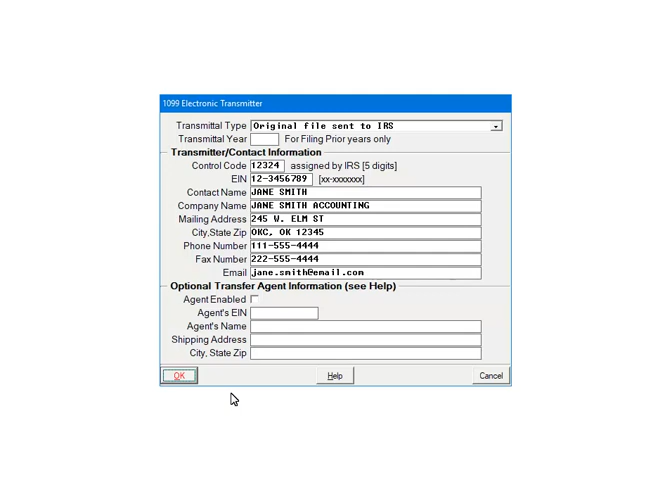 1099 Electronic Transmitter
Transmittal Type Original file sent to IRS
Transmittal Year For Filing Prior years only
Transmitter/Contact Information
Control Code 12324 assigned by IRS [5 digits]
EIN 12-3456789 [xx-xxxxxxx]
Contact Name JANE SMITH
Company Name JANE SMITH ACCOUNTING
Mailing Address 245 W. ELM ST
City,State Zip OKC, OK 12345
Phone Number 111-555-4444
Fax Number 222-555-4444
Email jane.smith@email.com
Optional Transfer Agent Information (see Help)
Agent Enabled
Agent's EIN
Agent's Name
Shipping Address
City, State Zip
OK Help Cancel